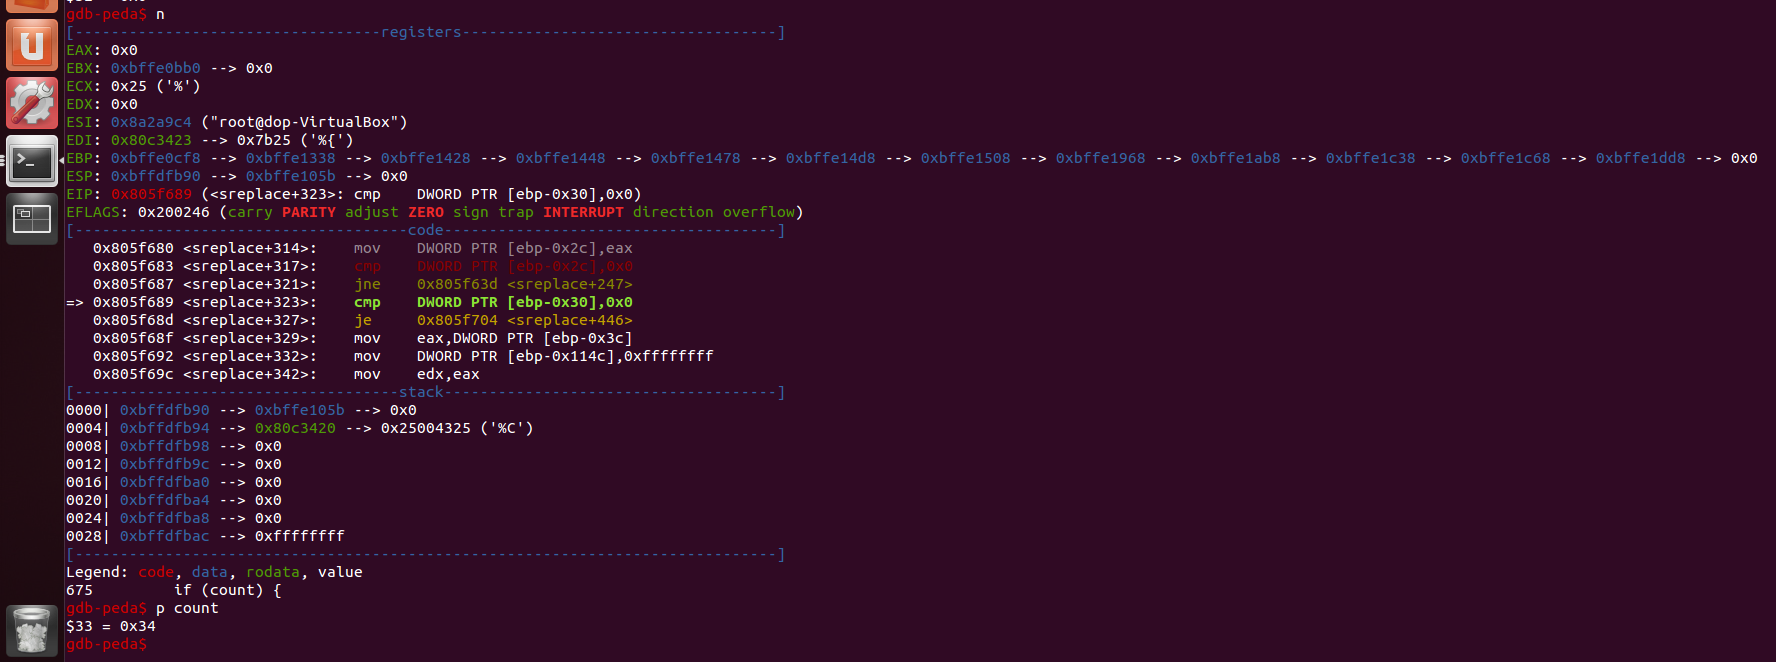 gdb-peda$ n
[----------------------------------registers-----------------------------------]
EAX: 0x0
EBX: 0xbffe0bb0 --> 0x0
ECX: 0x25 ('%')
EDX: 0x0
ESI: 0x8a2a9c4 ("root@dop-VirtualBox")
EDI: 0x80c3423 --> 0x7b25 ('%{')
EBP: 0xbffe0cf8 --> 0xbffe1338 --> 0xbffe1428 --> 0xbffe1448 --> 0xbffe1478 --> 0xbffe14d8 --> 0xbffe1508 --> 0xbffe1968 --> 0xbffe1ab8 --> 0xbffe1c38 --> 0xbffe1c68 --> 0xbffe1dd8 --> 0x0
ESP: 0xbffdfb90 --> 0xbffe105b --> 0x0
EIP: 0x805f689 (<sreplace+323>: cmp    DWORD PTR [ebp-0x30],0x0)
EFLAGS: 0x200246 (carry PARITY adjust ZERO sign trap INTERRUPT direction overflow)
[-------------------------------------code-------------------------------------]
   0x805f680 <sreplace+314>:    mov    DWORD PTR [ebp-0x2c],eax
   0x805f683 <sreplace+317>:    cmp    DWORD PTR [ebp-0x2c],0x0
   0x805f687 <sreplace+321>:    jne    0x805f63d <sreplace+247>
=> 0x805f689 <sreplace+323>:    cmp    DWORD PTR [ebp-0x30],0x0
   0x805f68d <sreplace+327>:    je     0x805f704 <sreplace+446>
   0x805f68f <sreplace+329>:    mov    eax,DWORD PTR [ebp-0x3c]
   0x805f692 <sreplace+332>:    mov    DWORD PTR [ebp-0x114c],0xffffffff
   0x805f69c <sreplace+342>:    mov    edx,eax
[------------------------------------stack-------------------------------------]
0000| 0xbffdfb90 --> 0xbffe105b --> 0x0
0004| 0xbffdfb94 --> 0x80c3420 --> 0x25004325 ('%C')
0008| 0xbffdfb98 --> 0x0
0012| 0xbffdfb9c --> 0x0
0016| 0xbffdfba0 --> 0x0
0020| 0xbffdfba4 --> 0x0
0024| 0xbffdfba8 --> 0x0
0028| 0xbffdfbac --> 0xffffffff
[------------------------------------------------------------------------------]
Legend: code, data, rodata, value
675         if (count) {
gdb-peda$ p count
$33 = 0x34
gdb-peda$